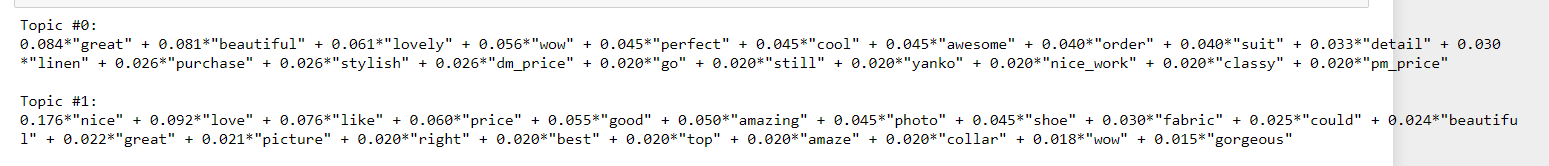 Topic #0:
0.084*"great" + 0.081*"beautiful" + 0.061*"lovely" + 0.056*"wow" + 0.045*"perfect" + 0.045*"cool" + 0.045*"awesome" + 0.040*"order" + 0.040*"suit" + 0.033*"detail" + 0.030
*"linen" + 0.026*"purchase" + 0.026*"stylish" + 0.026*"dm_price" + 0.020*"go" + 0.020*"still" + 0.020*"yanko" + 0.020*"nice_work" + 0.020*"classy" + 0.020*"pm_price"
Topic #1:
0.176*"nice" + 0.092*"love" + 0.076*"like" + 0.060*"price" + 0.055*"good" + 0.050*"amazing" + 0.045*"photo" + 0.045*"shoe" + 0.030*"fabric" + 0.025*"could" + 0.024*"beautifu
l" + 0.022*"great" + 0.021*"picture" + 0.020*"right" + 0.020*"best" + 0.020*"top" + 0.020*"amaze" + 0.020*"collar" + 0.018*"wow" + 0.015*"gorgeous"